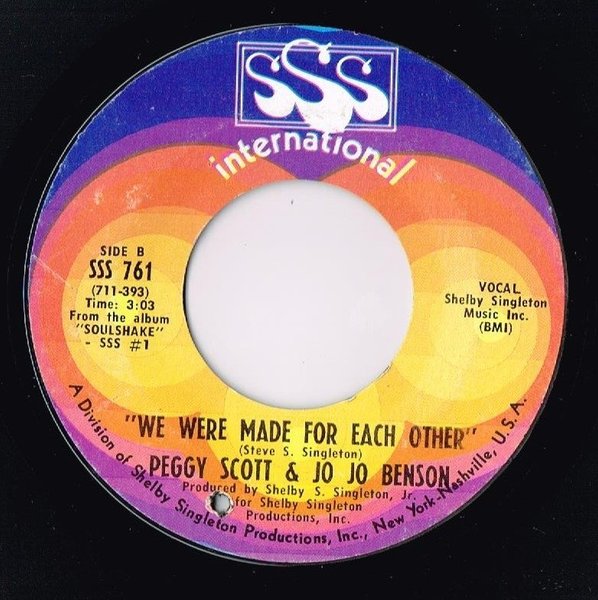 SSS
international
SIDE B
SSS 761
(711-393)
Time: 3:03
From the album
"SOULSHAKE"
- SSS #1
VOCAL
Shelby Singleton
Music Inc.
(BMI)
"WE WERE MADE FOR EACH OTHER"
(Steve S. Singleton)
PEGGY SCOTT & JO JO BENSON
Produced by Shelby S. Singleton, Jr.
for Shelby Singleton
Productions, Inc.
A Division of Shelby Singleton Productions, Inc., New York-Nashville, U.S.A.